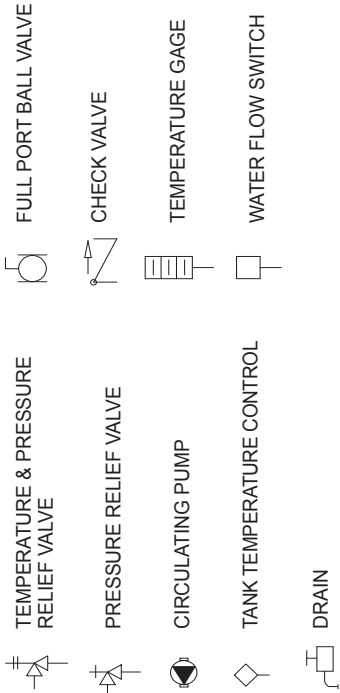 TEMPERATURE & PRESSURE
RELIEF VALVE
PRESSURE RELIEF VALVE
CIRCULATING PUMP
TANK TEMPERATURE CONTROL
DRAIN
FULL PORT BALL VALVE
CHECK VALVE
TEMPERATURE GAGE
WATER FLOW SWITCH